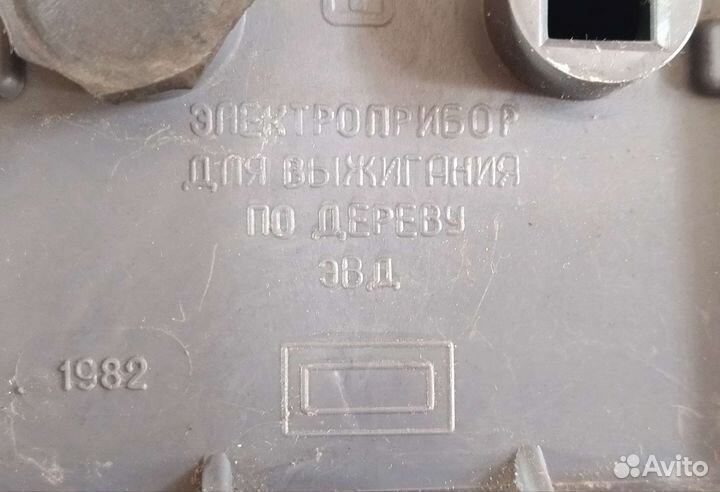 ЭЛЕКТРОПРИБОР
ДЛЯ ВЫЖИГАНИЯ
ПО ДЕРЕВУ
ЭВД
1982
Avito